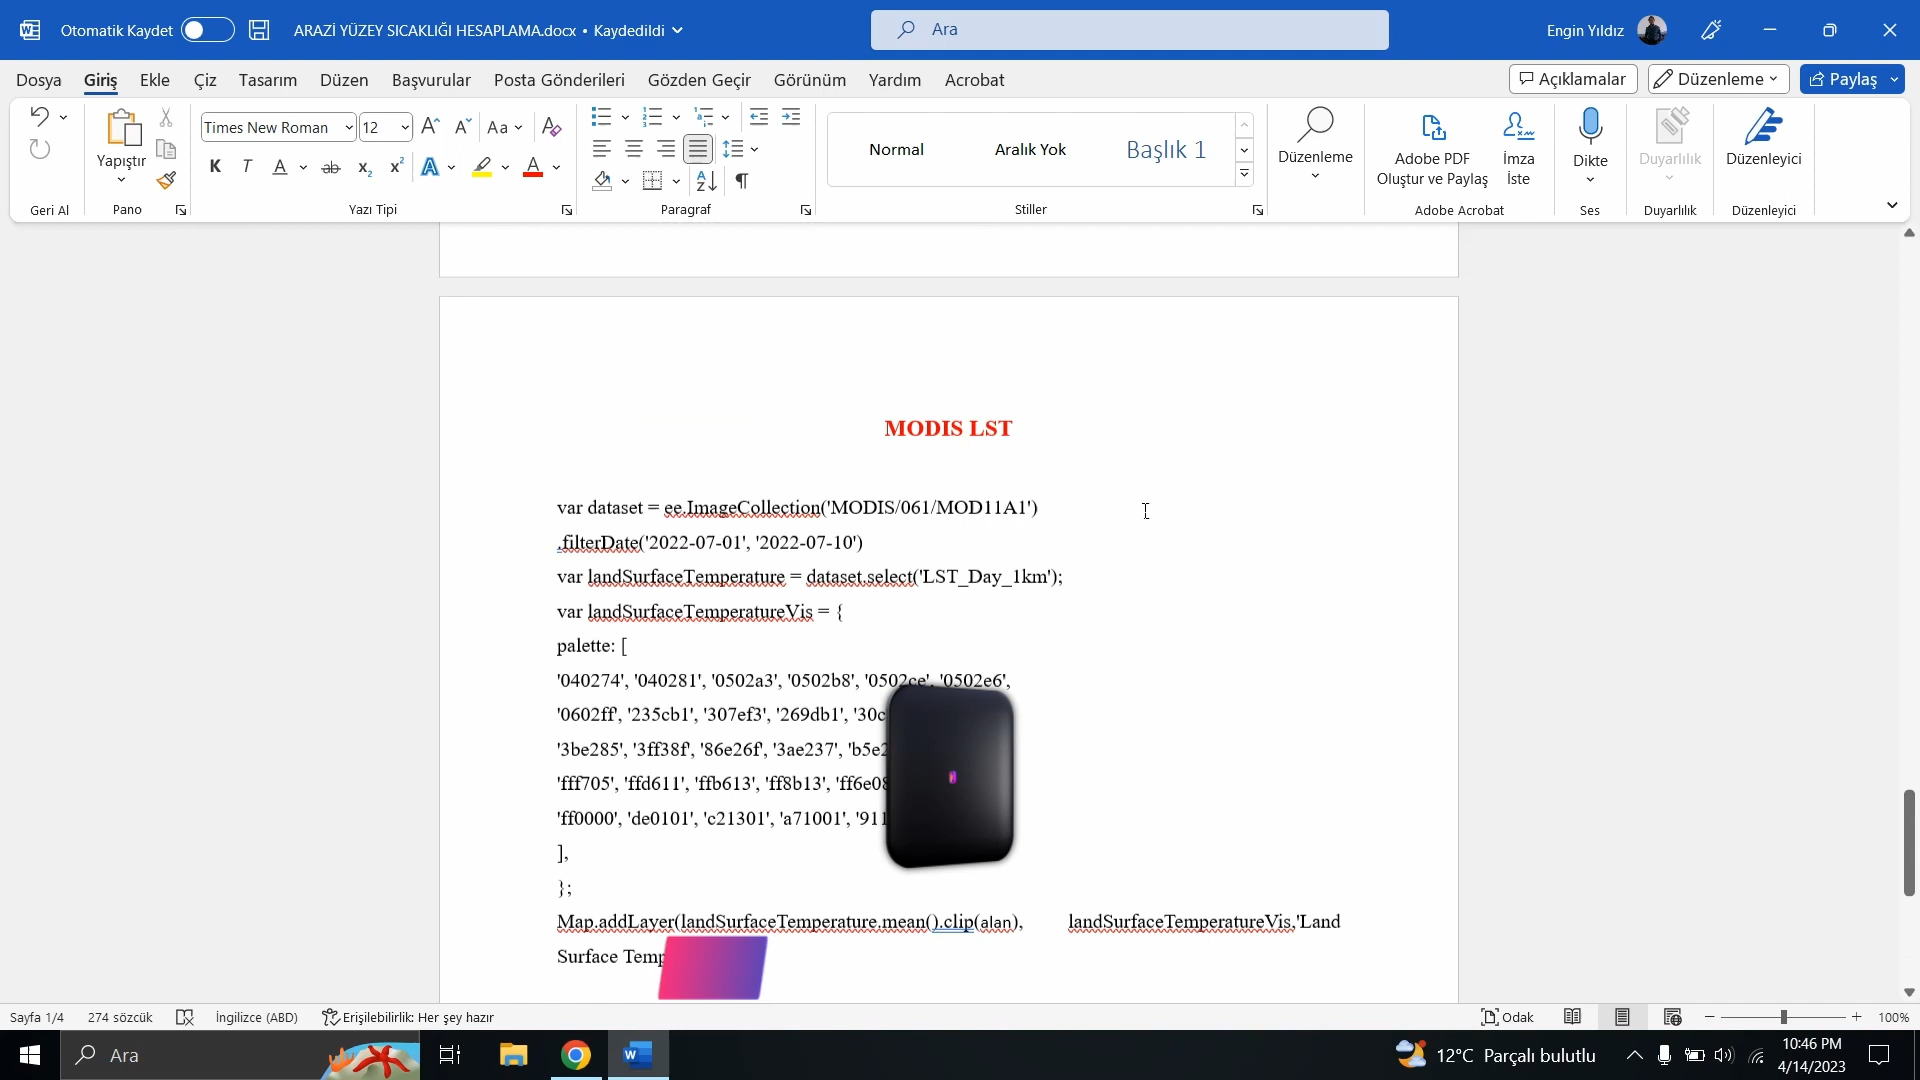 Otomatik Kaydet ARAZİ YÜZEY SICAKLIĞI HESAPLAMA.docx • Kaydedildi Ara Engin Yıldız
Dosya Giriş Ekle Çiz Tasarım Düzen Başvurular Posta Gönderileri Gözden Geçir Görünüm Yardım Acrobat Açıklamalar Düzenleme Paylaş
Times New Roman 12
Yapıştır
Normal Aralık Yok Başlık 1
Düzenleme
Adobe PDF
Oluştur ve Paylaş
İmza
İste
Dikte
Duyarlılık
Düzenleyici
Geri Al Pano Yazı Tipi Paragraf Stiller Adobe Acrobat Ses Duyarlılık Düzenleyici
MODIS LST
var dataset = ee.ImageCollection('MODIS/061/MOD11A1')
.filterDate('2022-07-01', '2022-07-10')
var landSurfaceTemperature = dataset.select('LST_Day_1km');
var landSurfaceTemperatureVis = {
palette: [
'040274', '040281', '0502a3', '0502b8', '0502ce', '0502e6',
'0602ff', '235cb1', '307ef3', '269db1',
'3be285', '3ff38f', '86e26f', '3ae237',
'fff705', 'ffd611', 'ffb613', 'ff8b13', 'ff6e08
'ff0000', 'de0101', 'c21301', 'a71001',
],
};
Map.addLayer(landSurfaceTemperature.mean().clip(alan), landSurfaceTemperatureVis,'Land
Surface
Sayfa 1/4 274 sözcük İngilizce (ABD) Erişilebilirlik: Her şey hazır Odak 100%
Ara 12°C Parçalı bulutlu 10:46 PM
4/14/2023